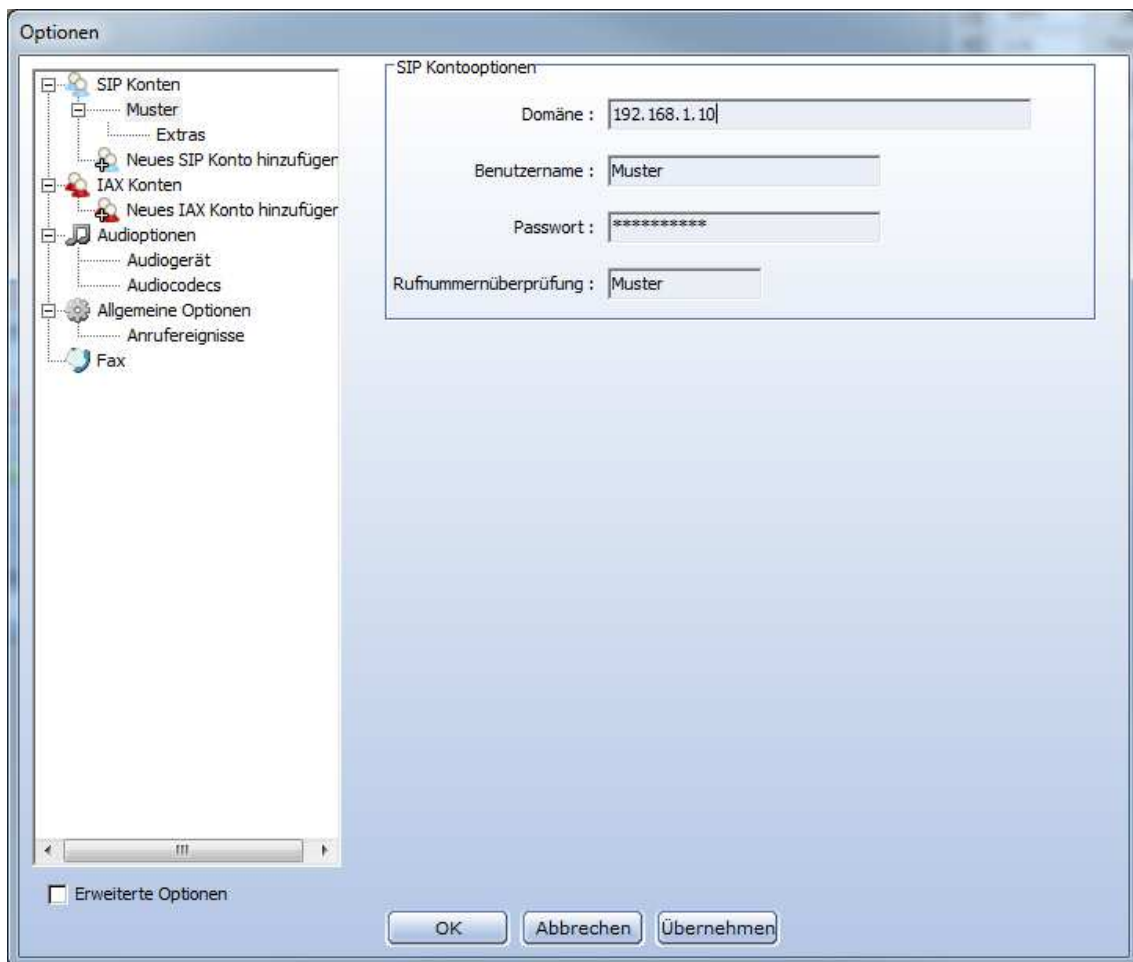 Optionen
SIP Konten
Muster
Extras
Neues SIP Konto hinzufüger
IAX Konten
Neues IAX Konto hinzufüger
Audioptionen
Audiogerät
Audiocodecs
Allgemeine Optionen
Anrufereignisse
Fax
Erweiterte Optionen
SIP Kontooptionen
Domäne : 192.168.1.10
Benutzername : Muster
Passwort : **********
Rufnummernüberprüfung : Muster
OK Abbrechen Übernehmen